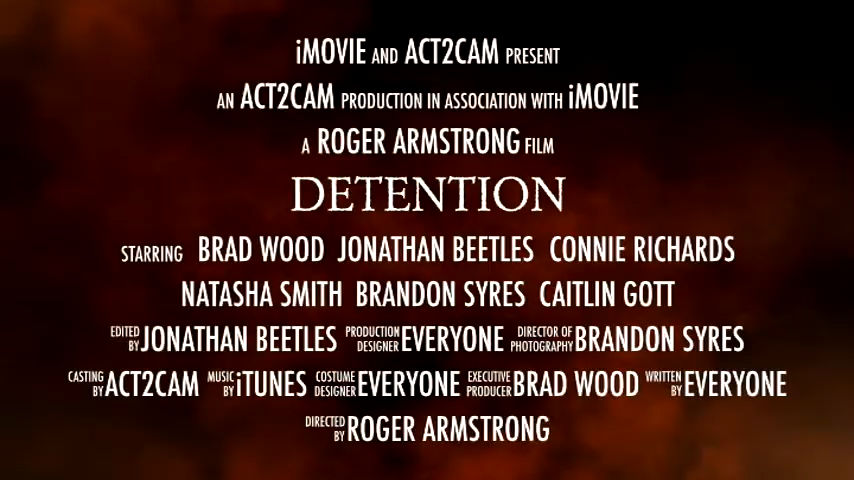 iMOVIE AND ACT2CAM PRESENT
AN ACT2CAM PRODUCTION IN ASSOCIATION WITH iMOVIE
A ROGER ARMSTRONG FILM
DETENTION
STARRING BRAD WOOD JONATHAN BEETLES CONNIE RICHARDS
NATASHA SMITH BRANDON SYRES CAITLIN GOTT
EDITED BY JONATHAN BEETLES PRODUCTION DESIGNER EVERYONE DIRECTOR OF PHOTOGRAPHY BRANDON SYRES
CASTING BY ACT2CAM MUSIC BY iTUNES COSTUME DESIGNER EVERYONE EXECUTIVE PRODUCER BRAD WOOD WRITTEN BY EVERYONE
DIRECTED BY ROGER ARMSTRONG